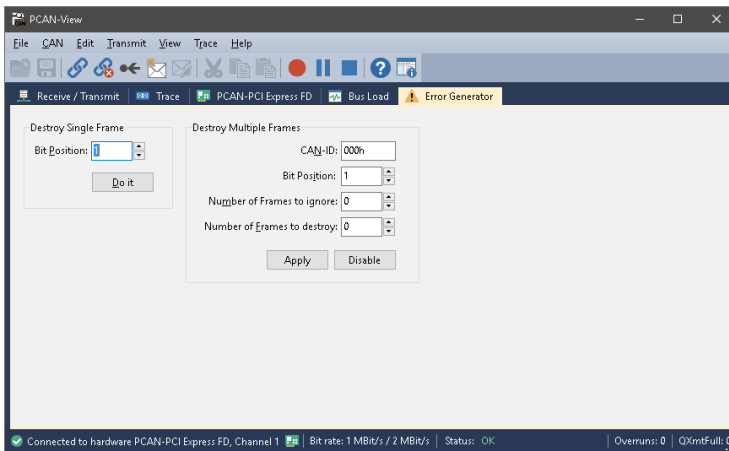 PCAN-View
File CAN Edit Transmit View Trace Help
Receive / Transmit Trace PCAN-PCI Express FD Bus Load Error Generator
Destroy Single Frame
Bit Position: 1
Do it
Destroy Multiple Frames
CAN-ID: 000h
Bit Position: 1
Number of Frames to ignore: 0
Number of Frames to destroy: 0
Apply Disable
Connected to hardware PCAN-PCI Express FD, Channel 1 Bit rate: 1 MBit/s / 2 MBit/s Status: OK Overruns: 0 QXmtFull: